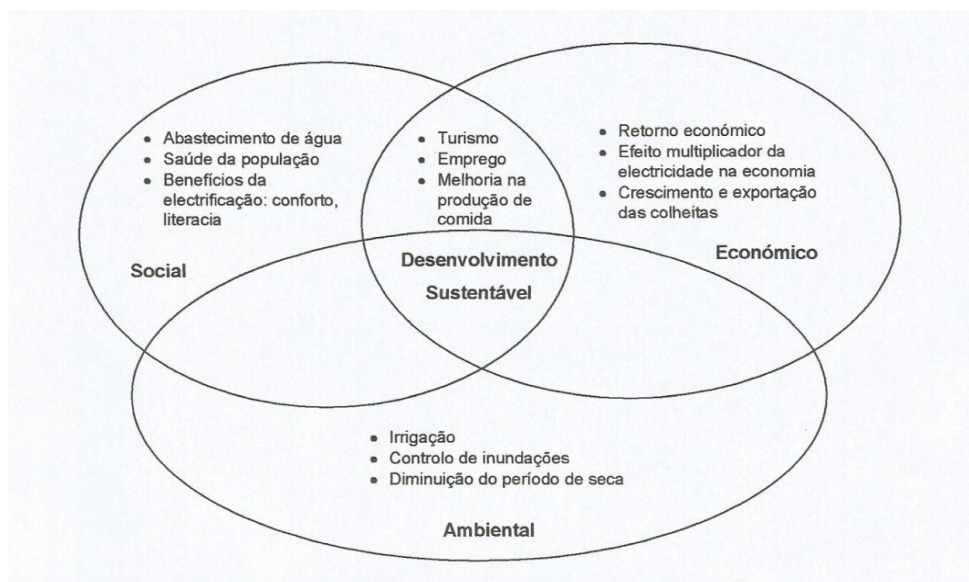 • Abastecimento de água
• Saúde da população
• Benefícios da
electrificação: conforto,
literacia
Social
• Turismo
• Emprego
• Melhoria na
produção de
comida
Desenvolvimento
Sustentável
• Retorno económico
• Efeito multiplicador da
electricidade na economia
• Crescimento e exportação
das colheitas
Económico
• Irrigação
• Controlo de inundações
• Diminuição do período de seca
Ambiental